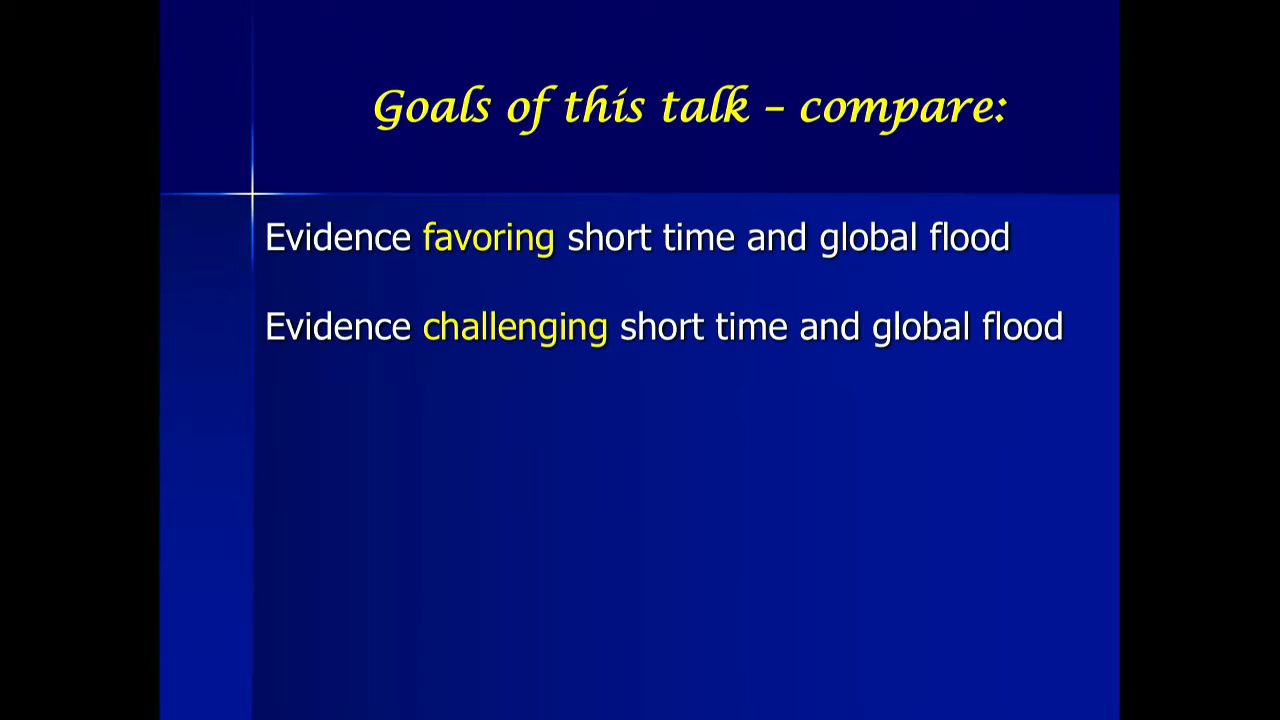 Goals of this talk – compare:
Evidence favoring short time and global flood
Evidence challenging short time and global flood